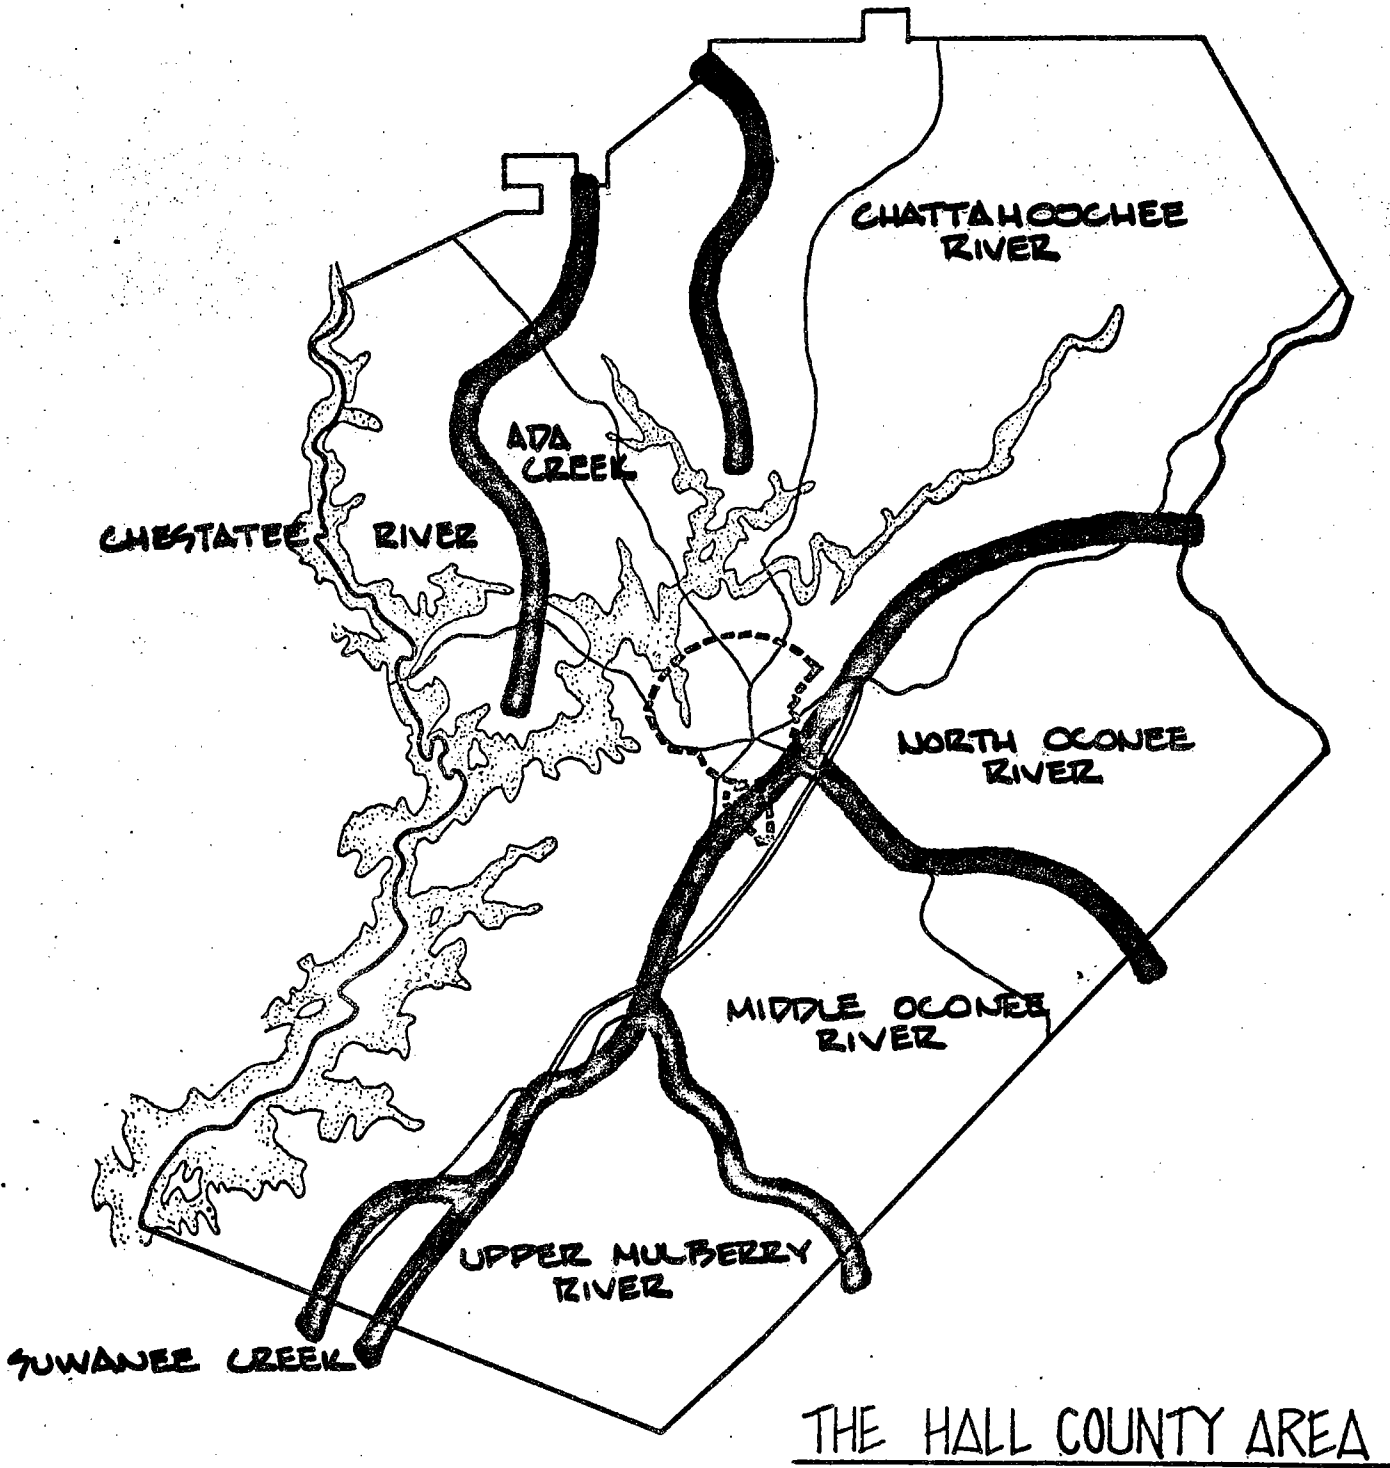 CHATTAHOOCHEE
RIVER
ADA
CREEK
CHESTATEE RIVER
NORTH OCONEE
RIVER
MIDDLE OCONEE
RIVER
UPPER MULBERRY
RIVER
SUWANEE CREEK
THE HALL COUNTY AREA